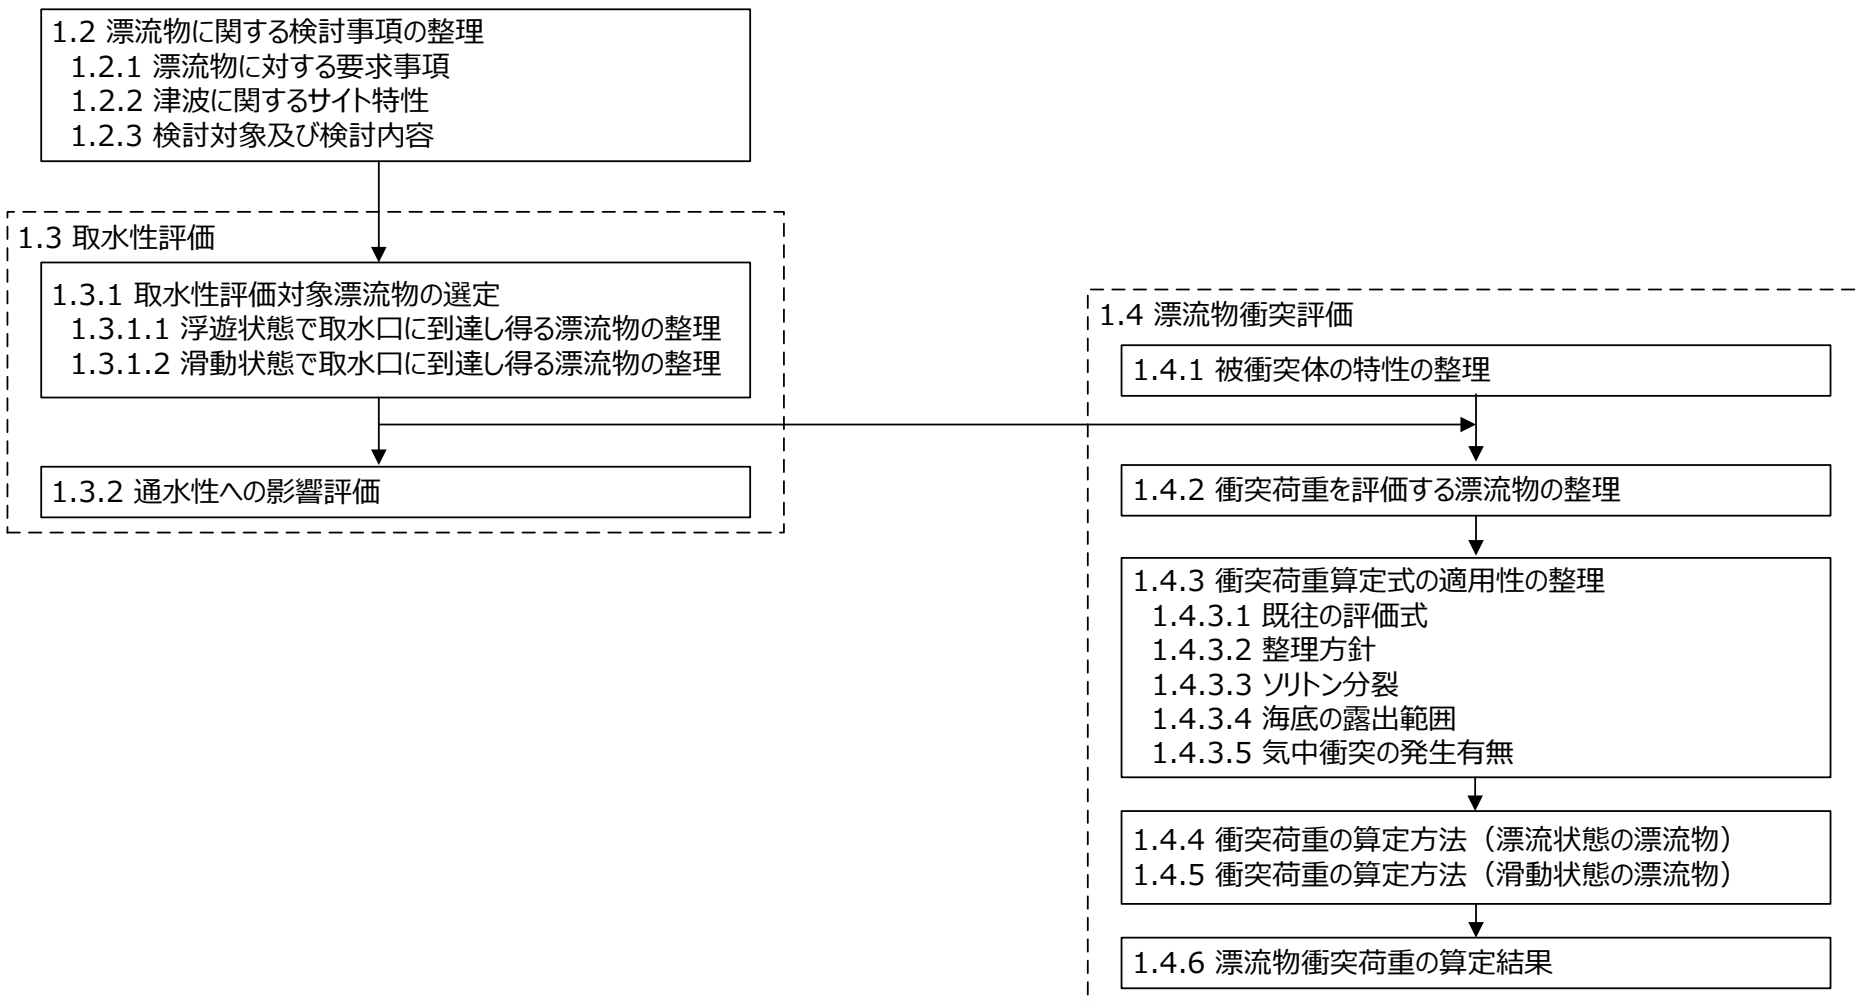 1.2 漂流物に関する検討事項の整理
1.2.1 漂流物に対する要求事項
1.2.2 津波に関するサイト特性
1.2.3 検討対象及び検討内容
1.3 取水性評価
1.3.1 取水性評価対象漂流物の選定
1.3.1.1 浮遊状態で取水口に到達し得る漂流物の整理
1.3.1.2 滑動状態で取水口に到達し得る漂流物の整理
1.3.2 通水性への影響評価
1.4 漂流物衝突評価
1.4.1 被衝突体の特性の整理
1.4.2 衝突荷重を評価する漂流物の整理
1.4.3 衝突荷重算定式の適用性の整理
1.4.3.1 既往の評価式
1.4.3.2 整理方針
1.4.3.3 ソリトン分裂
1.4.3.4 海底の露出範囲
1.4.3.5 気中衝突の発生有無
1.4.4 衝突荷重の算定方法（漂流状態の漂流物）
1.4.5 衝突荷重の算定方法（滑動状態の漂流物）
1.4.6 漂流物衝突荷重の算定結果